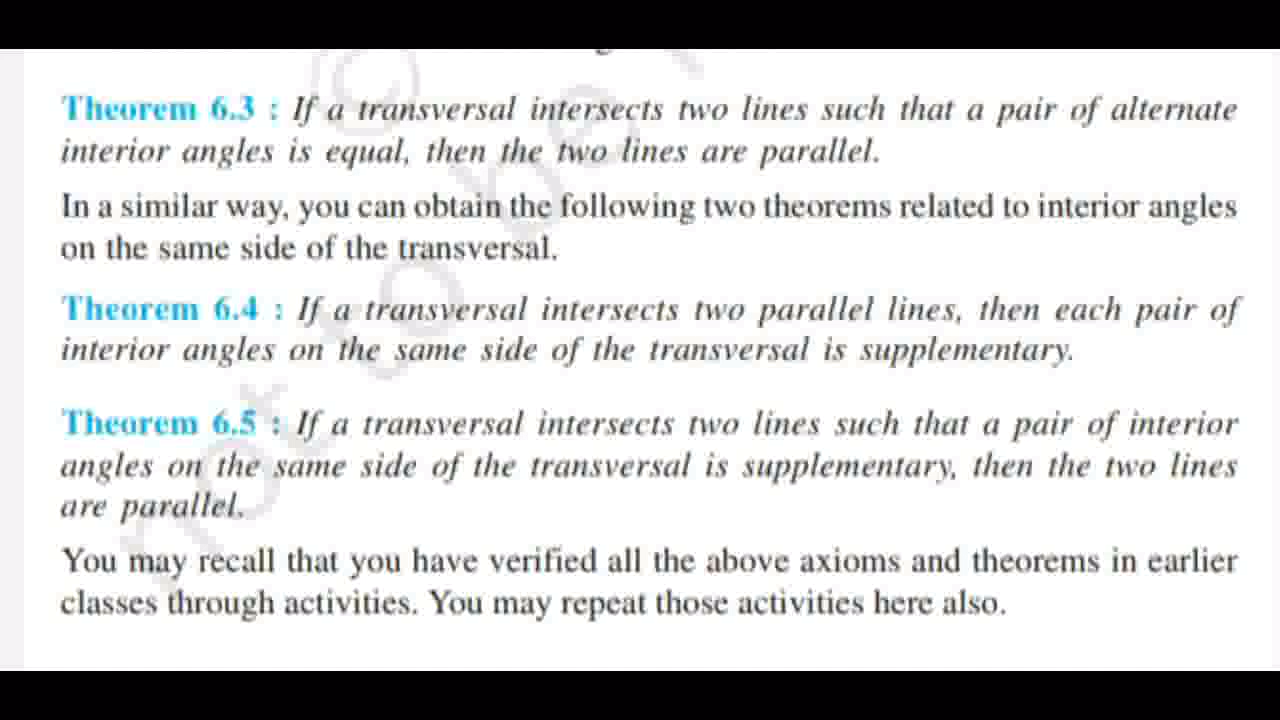 Theorem 6.3 : If a transversal intersects two lines such that a pair of alternate
interior angles is equal, then the two lines are parallel.
In a similar way, you can obtain the following two theorems related to interior angles
on the same side of the transversal.
Theorem 6.4 : If a transversal intersects two parallel lines, then each pair of
interior angles on the same side of the transversal is supplementary.
Theorem 6.5 : If a transversal intersects two lines such that a pair of interior
angles on the same side of the transversal is supplementary, then the two lines
are parallel.
You may recall that you have verified all the above axioms and theorems in earlier
classes through activities. You may repeat those activities here also.
©
not to be